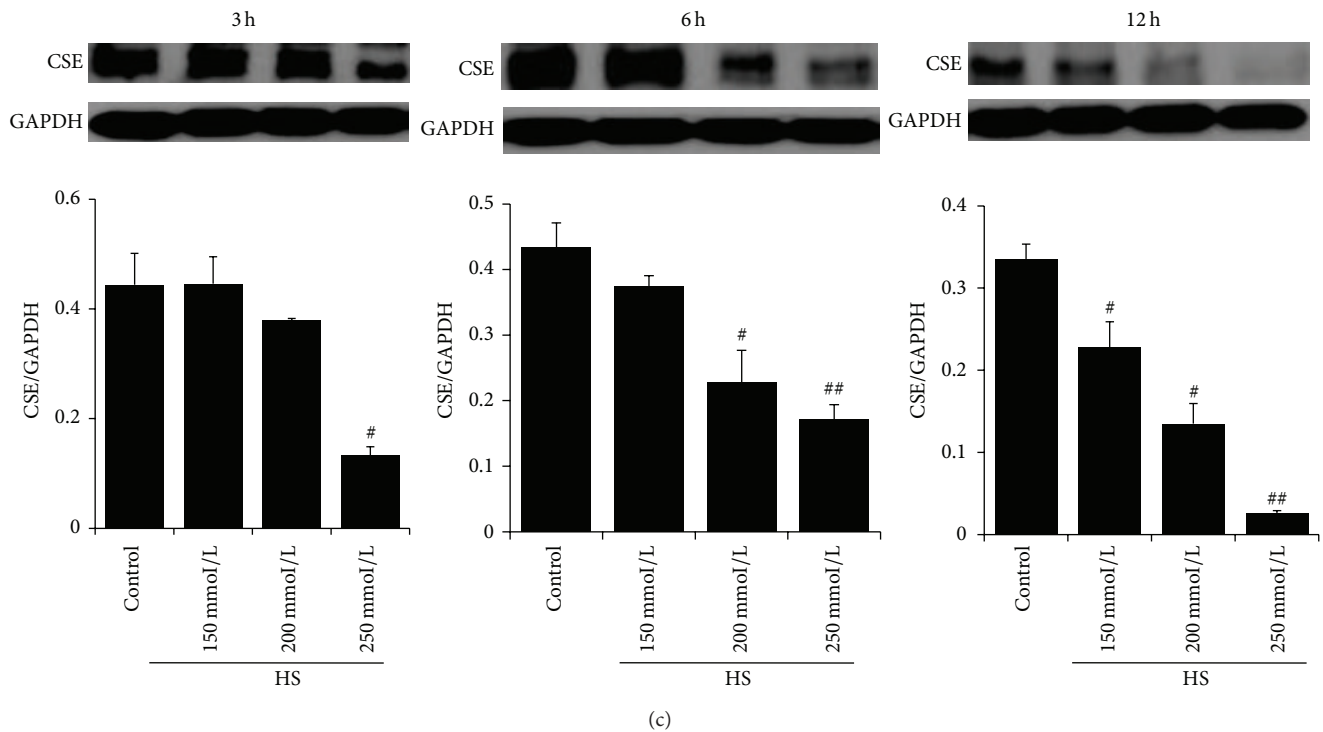 3 h
CSE
GAPDH
0.6
0.4
0.2
0
CSE/GAPDH
#
Control
150 mmol/L
200 mmol/L
250 mmol/L
HS
6 h
CSE
GAPDH
0.5
0.4
0.3
0.2
0.1
0
CSE/GAPDH
#
##
Control
150 mmol/L
200 mmol/L
250 mmol/L
HS
12 h
CSE
GAPDH
0.4
0.3
0.2
0.1
0
CSE/GAPDH
#
#
##
Control
150 mmol/L
200 mmol/L
250 mmol/L
HS
(c)